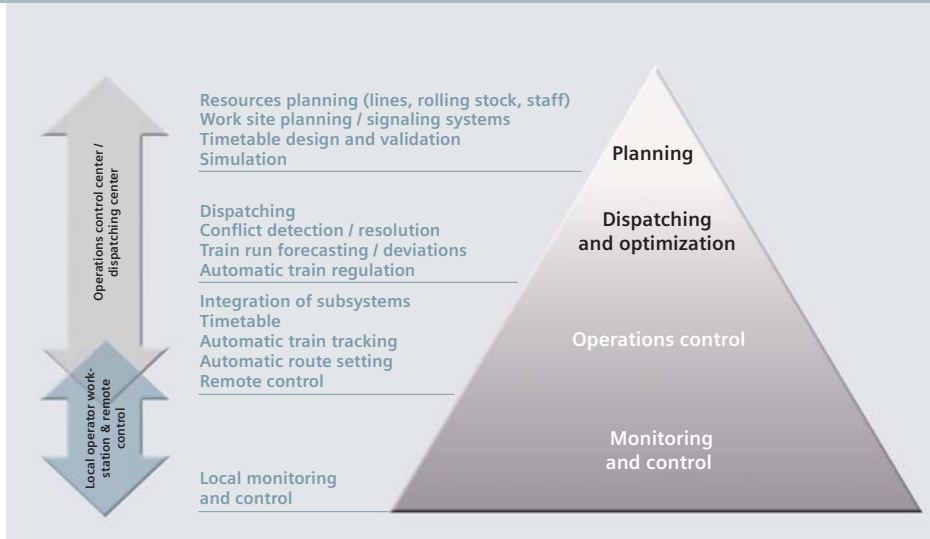 Operations control center /
dispatching center
Local operator work-
station & remote
control
Resources planning (lines, rolling stock, staff)
Work site planning / signaling systems
Timetable design and validation
Simulation
Dispatching
Conflict detection / resolution
Train run forecasting / deviations
Automatic train regulation
Integration of subsystems
Timetable
Automatic train tracking
Automatic route setting
Remote control
Local monitoring
and control
Planning
Dispatching
and optimization
Operations control
Monitoring
and control